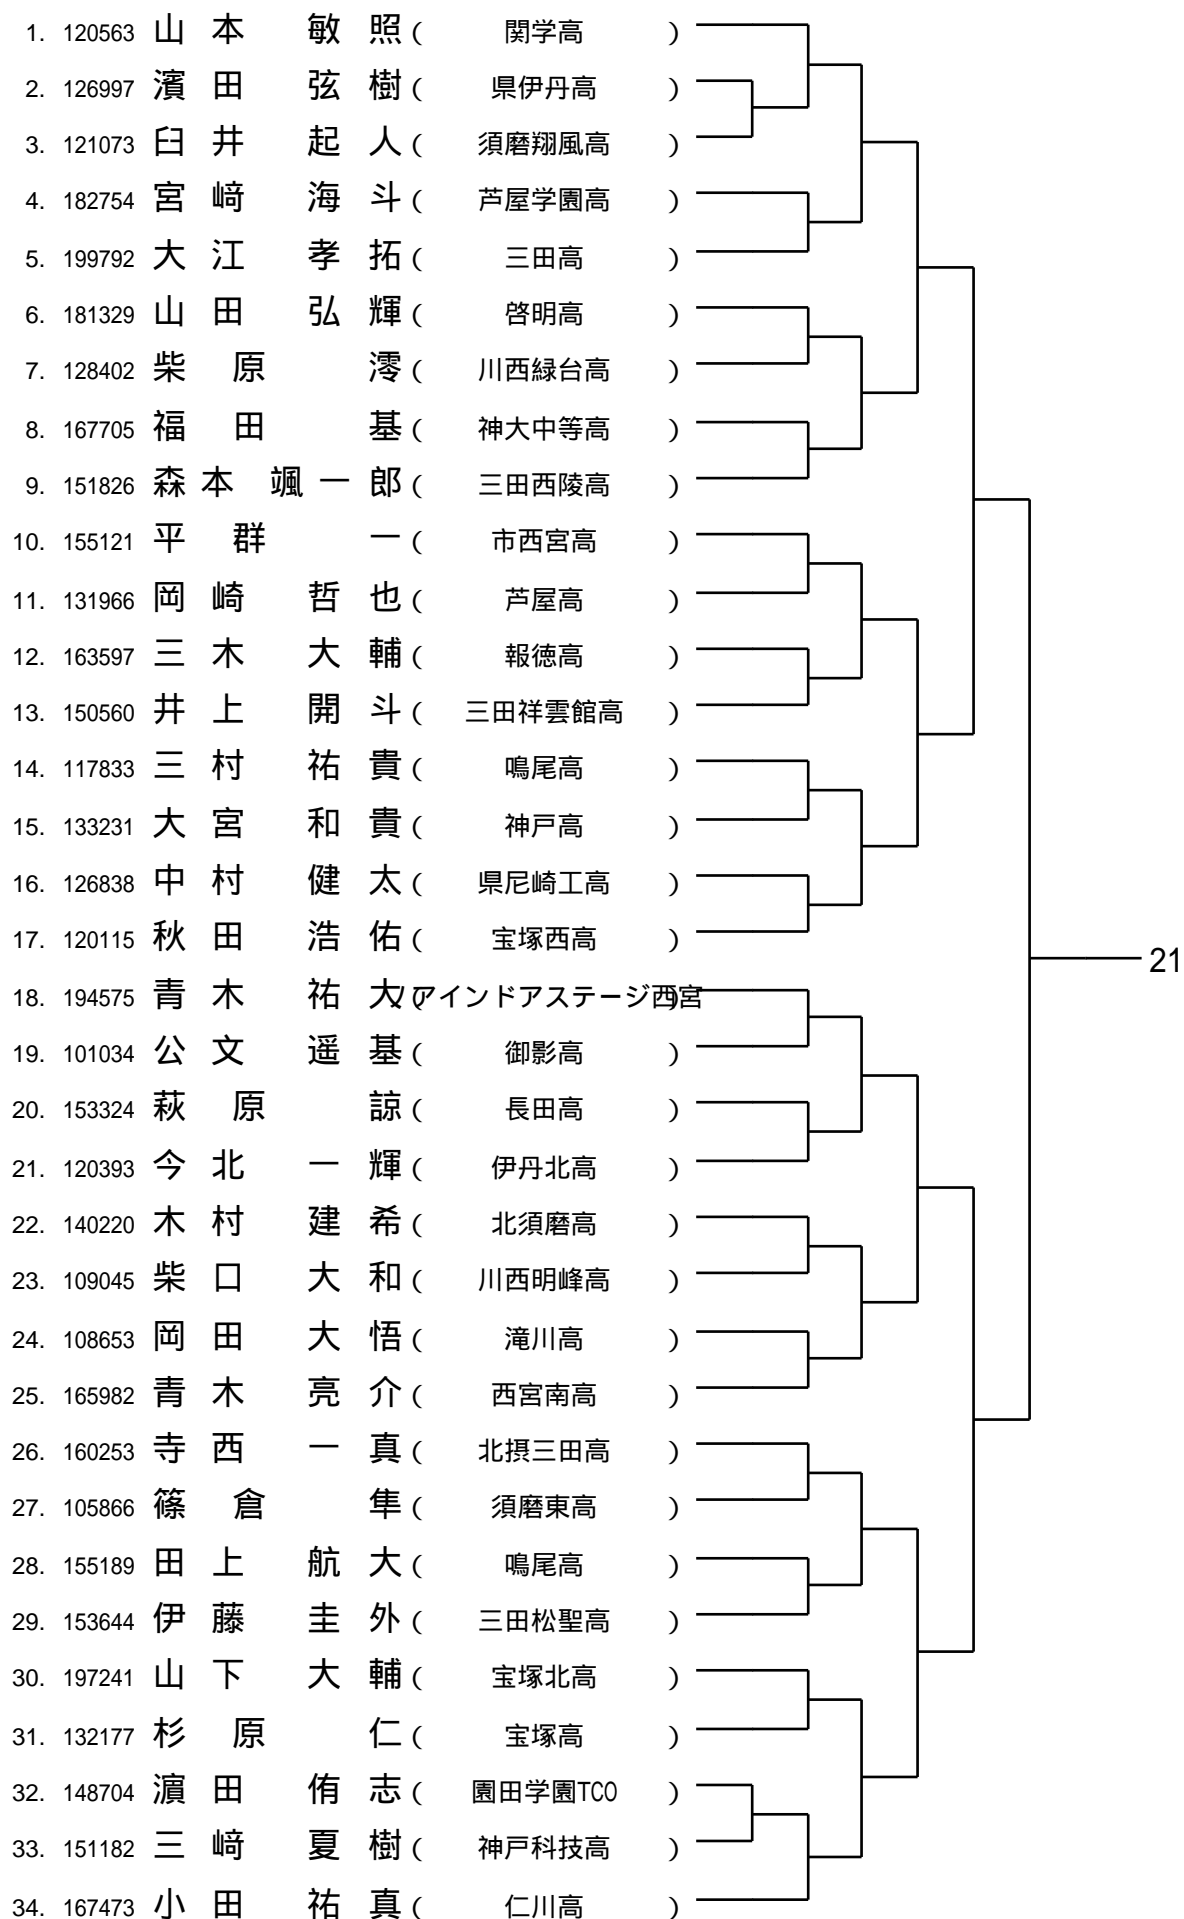 1. 120563 山本 敏照 ( 関学高 )
2. 126997 濱田 弦樹 ( 県伊丹高 )
3. 121073 臼井 起人 ( 須磨翔風高 )
4. 182754 宮﨑 海斗 ( 芦屋学園高 )
5. 199792 大江 孝拓 ( 三田高 )
6. 181329 山田 弘輝 ( 啓明高 )
7. 128402 柴原 澪 ( 川西緑台高 )
8. 167705 福田 基 ( 神大中等高 )
9. 151826 森本 颯一郎 ( 三田西陵高 )
10. 155121 平群 一 ( 市西宮高 )
11. 131966 岡崎 哲也 ( 芦屋高 )
12. 163597 三木 大輔 ( 報徳高 )
13. 150560 井上 開斗 ( 三田祥雲館高 )
14. 117833 三村 祐貴 ( 鳴尾高 )
15. 133231 大宮 和貴 ( 神戸高 )
16. 126838 中村 健太 ( 県尼崎工高 )
17. 120115 秋田 浩佑 ( 宝塚西高 )
21
18. 194575 青木 祐大 ( アインドアステージ西宮 )
19. 101034 公文 遥基 ( 御影高 )
20. 153324 萩原 諒 ( 長田高 )
21. 120393 今北 一輝 ( 伊丹北高 )
22. 140220 木村 建希 ( 北須磨高 )
23. 109045 柴口 大和 ( 川西明峰高 )
24. 108653 岡田 大悟 ( 滝川高 )
25. 165982 青木 亮介 ( 西宮南高 )
26. 160253 寺西 一真 ( 北摂三田高 )
27. 105866 篠倉 隼 ( 須磨東高 )
28. 155189 田上 航大 ( 鳴尾高 )
29. 153644 伊藤 圭外 ( 三田松聖高 )
30. 197241 山下 大輔 ( 宝塚北高 )
31. 132177 杉原 仁 ( 宝塚高 )
32. 148704 濵田 侑志 ( 園田学園TCO )
33. 151182 三﨑 夏樹 ( 神戸科技高 )
34. 167473 小田 祐真 ( 仁川高 )